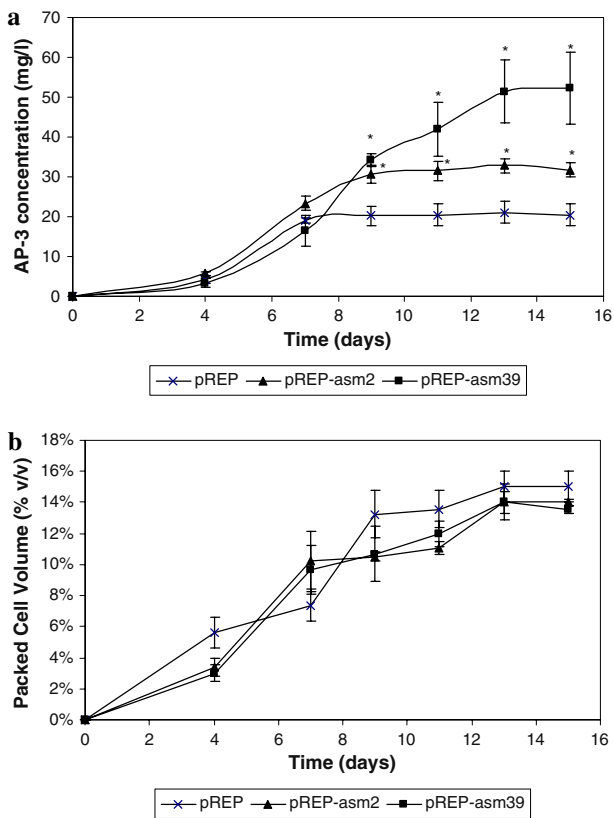 a
AP-3 concentration (mg/l)
70
60
50
40
30
20
10
0
* * * *
* * * *
0 2 4 6 8 10 12 14 16
Time (days)
pREP pREP-asm2 pREP-asm39
b
Packed Cell Volume (% v/v)
18%
16%
14%
12%
10%
8%
6%
4%
2%
0%
0 2 4 6 8 10 12 14 16
Time (days)
pREP pREP-asm2 pREP-asm39